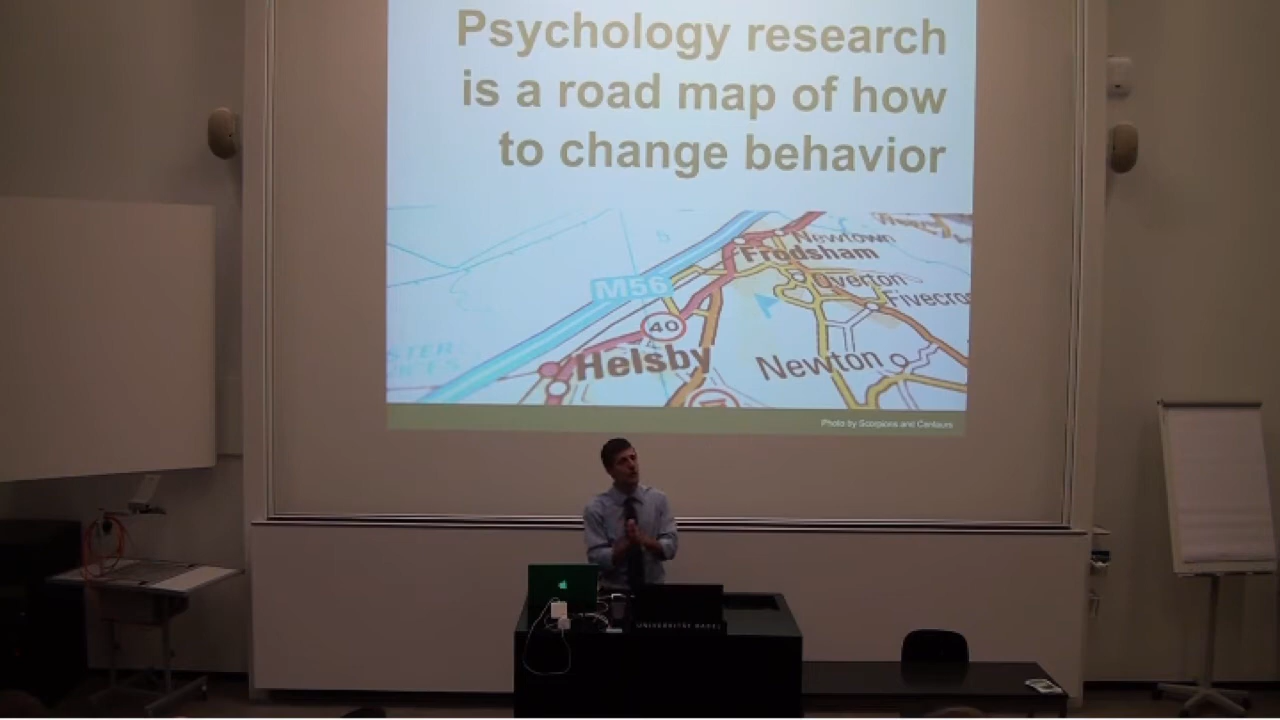 Psychology research
is a road map of how
to change behavior
Newtown
Frodsham
Overton
M56
40
Helsby
Newton
Photo by Scorpions and Centaurs
UNIVERSITÄT BASEL